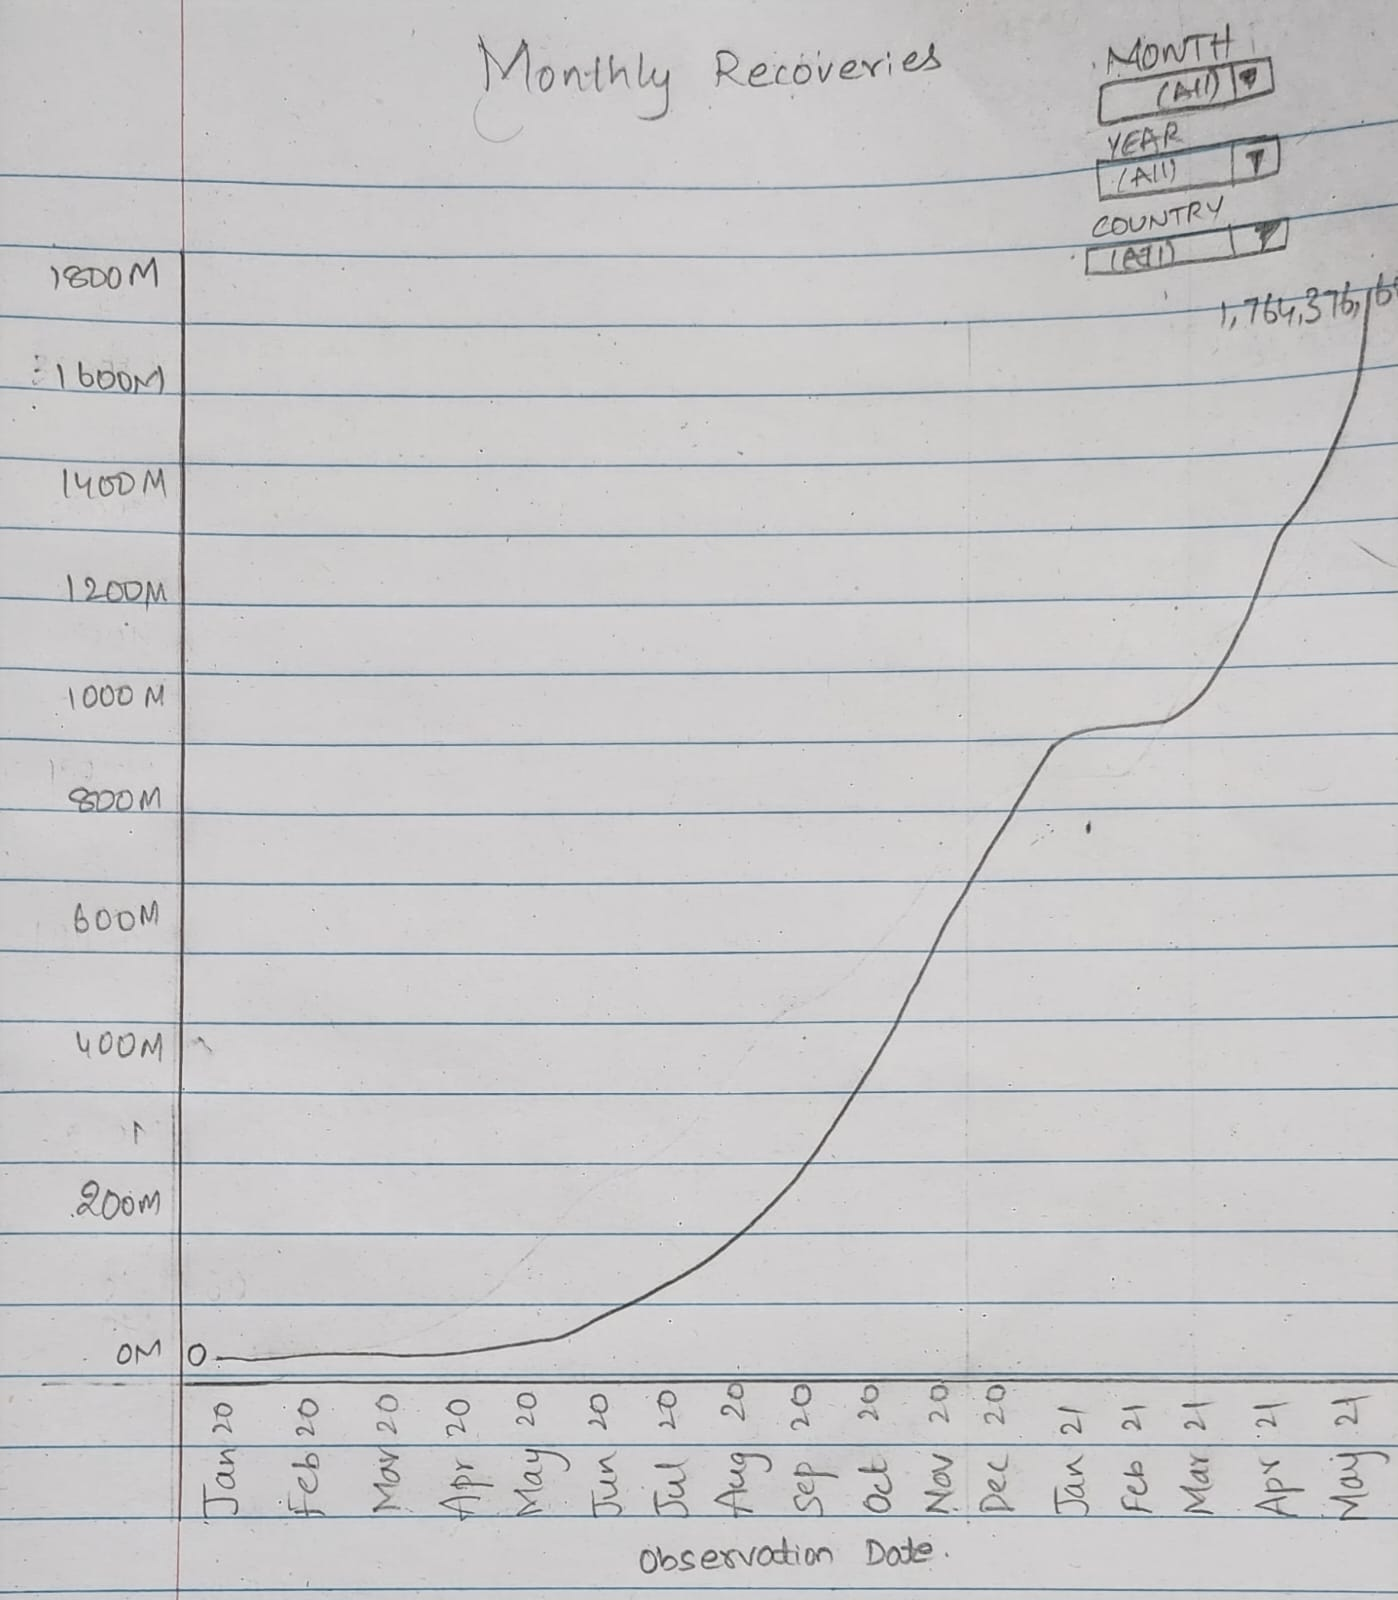 Monthly Recoveries
MONTH
(All)
YEAR
(All)
COUNTRY
(All)
1,764,376,16
1800M
1600M
1400M
1200M
1000M
800M
600M
400M
200M
0M
0
Jan 20
Feb 20
Mar 20
Apr 20
May 20
Jun 20
Jul 20
Aug 20
Sep 20
Oct 20
Nov 20
Dec 20
Jan 21
Feb 21
Mar 21
Apr 21
May 21
Observation Date.